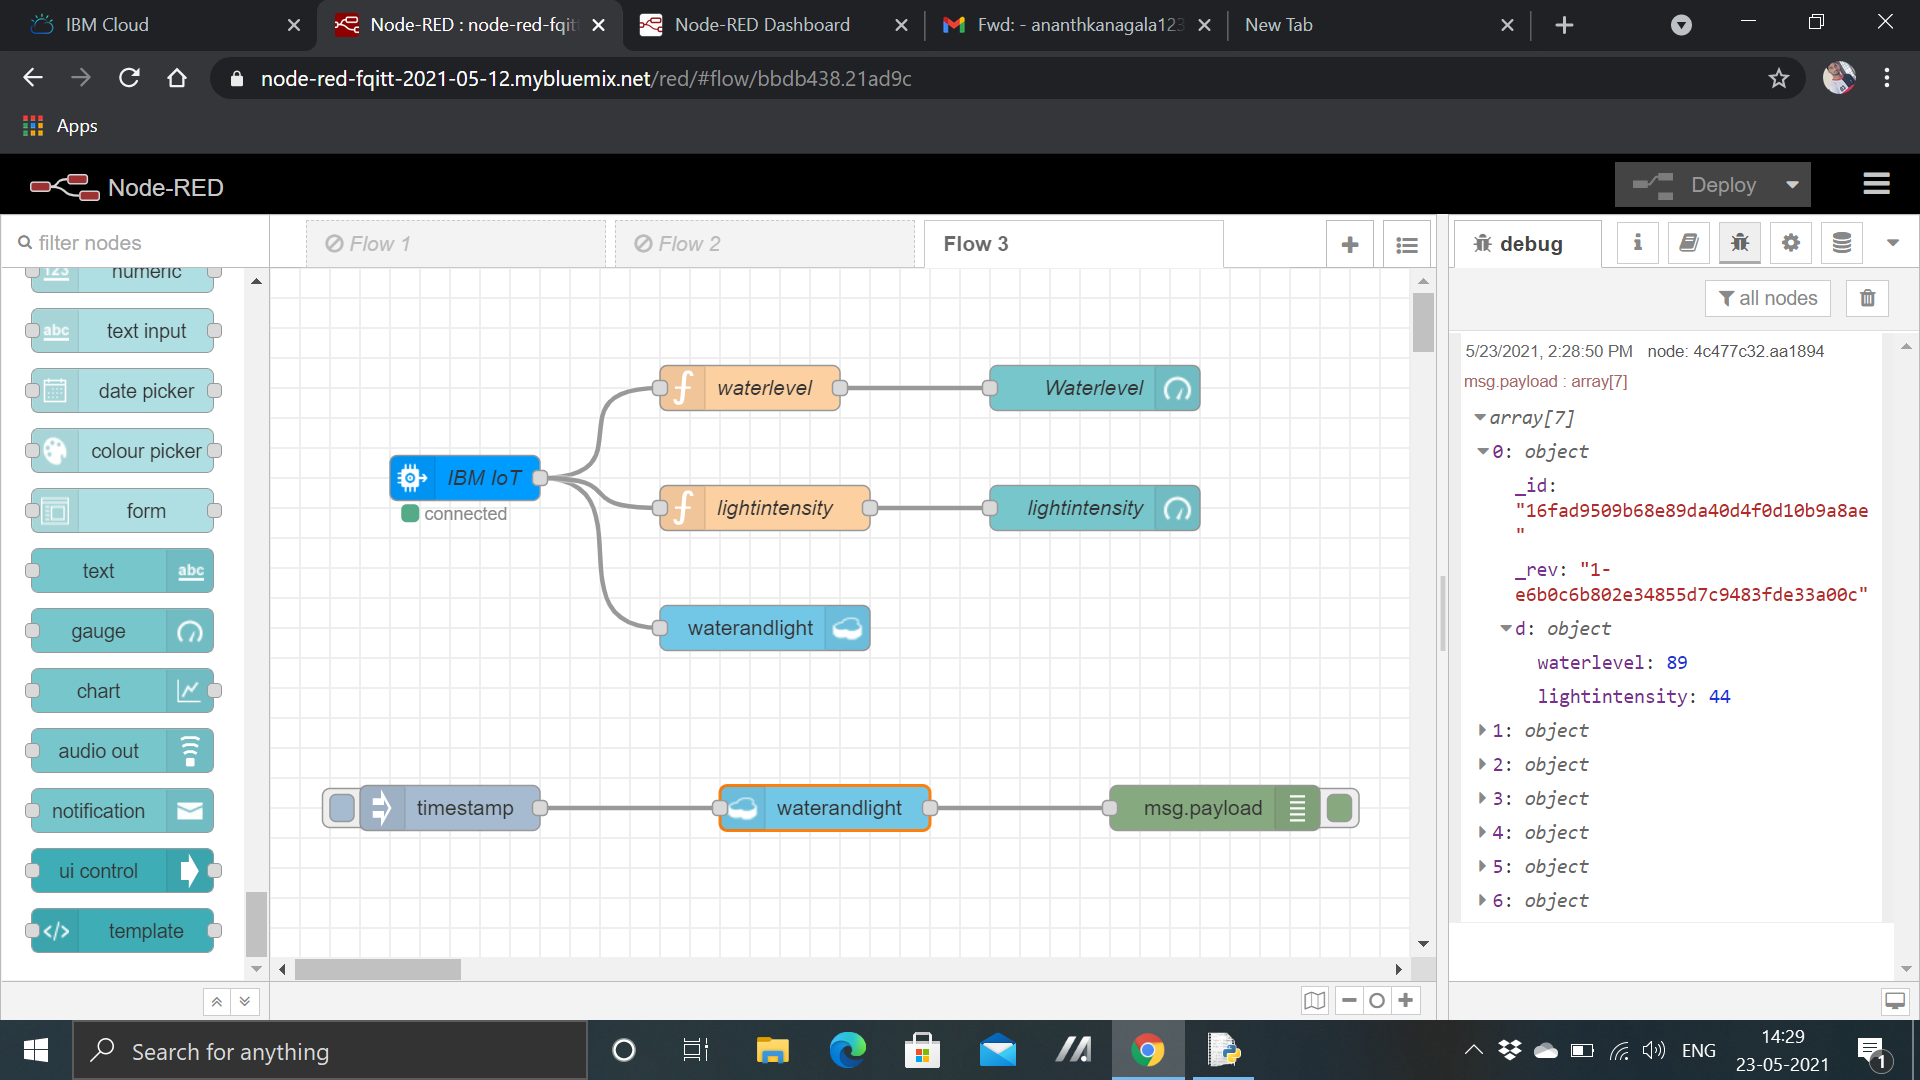 IBM Cloud
Node-RED : node-red-fqitt
Node-RED Dashboard
Fwd: - ananthkanagala123
New Tab
node-red-fqitt-2021-05-12.mybluemix.net/red/#flow/bbdb438.21ad9c
Apps
Node-RED
Deploy
filter nodes
Flow 1
Flow 2
Flow 3
debug
i
all nodes
123 numeric
abc text input
date picker
colour picker
form
text abc
gauge
chart
audio out
notification
ui control
</> template
waterlevel
Waterlevel
IBM IoT
connected
f lightintensity
lightintensity
waterandlight
timestamp
waterandlight
msg.payload
5/23/2021, 2:28:50 PM node: 4c477c32.aa1894
msg.payload : array[7]
array[7]
0: object
_id:
"16fad9509b68e89da40d4f0d10b9a8ae
"
_rev: "1-
e6b0c6b802e34855d7c9483fde33a00c"
d: object
waterlevel: 89
lightintensity: 44
1: object
2: object
3: object
4: object
5: object
6: object
Search for anything
ENG
14:29
23-05-2021
1